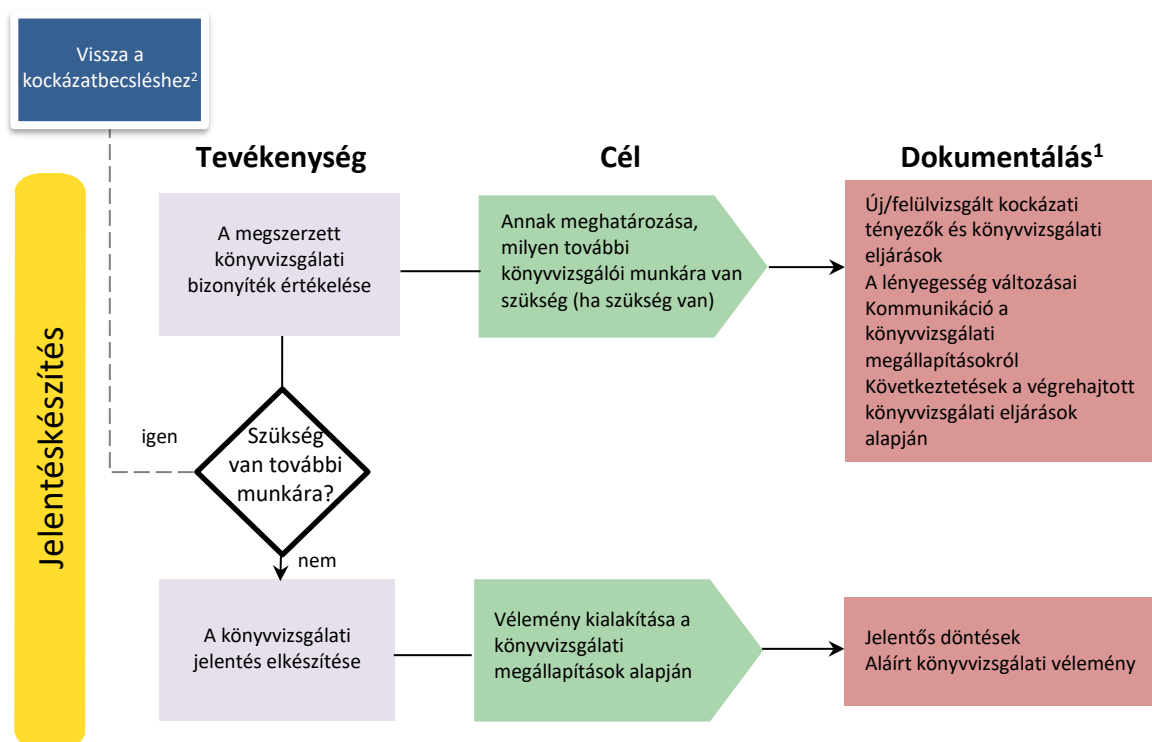 Vissza a
kockázatbecsléshez²
Tevékenység
Cél
Dokumentálás¹
Jelentéskészítés
A megszerzett
könyvvizsgálati
bizonyíték értékelése
Annak meghatározása,
milyen további
könyvvizsgálói munkára van
szükség (ha szükség van)
Új/felülvizsgált kockázati
tényezők és könyvvizsgálati
eljárások
A lényegesség változásai
Kommunikáció a
könyvvizsgálati
megállapításokról
Következtetések a végrehajtott
könyvvizsgálati eljárások
alapján
igen
Szükség
van további
munkára?
nem
A könyvvizsgálati
jelentés elkészítése
Vélemény kialakítása a
könyvvizsgálati
megállapítások alapján
Jelentős döntések
Aláírt könyvvizsgálati vélemény